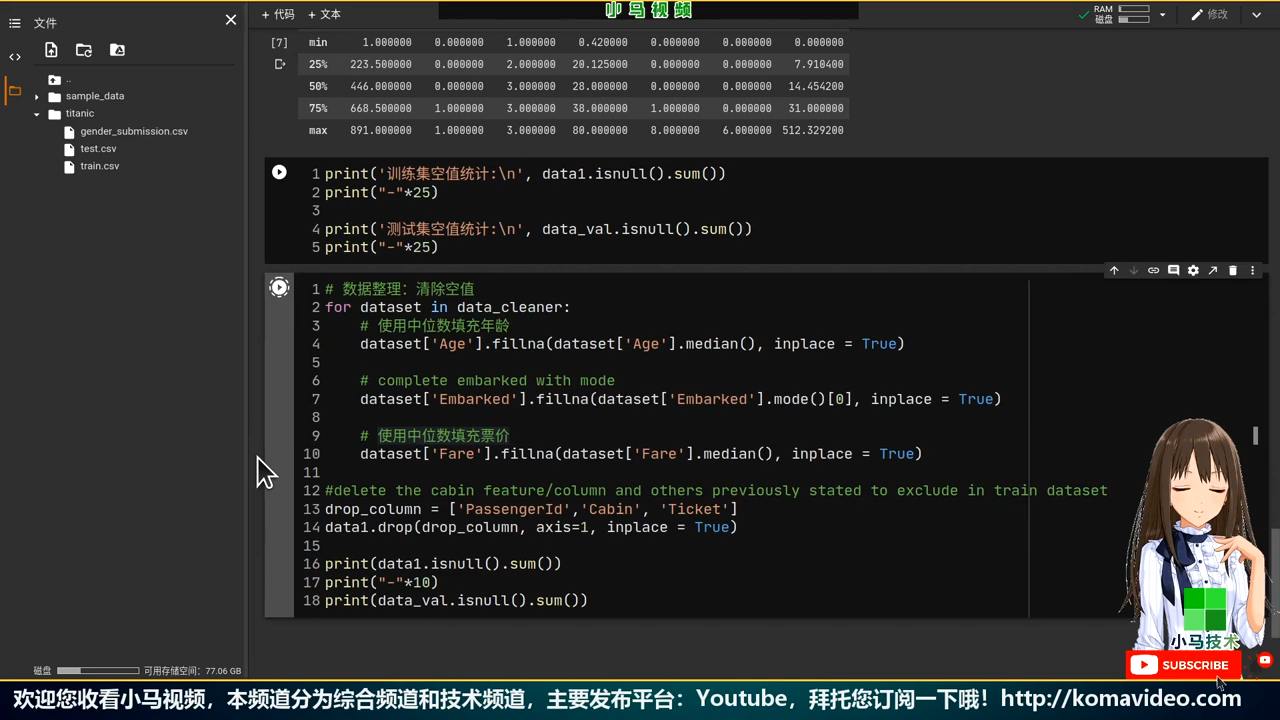 小马视频
文件
+ 代码 + 文本
RAM
磁盘
修改
[7] min 1.000000 0.000000 1.000000 0.420000 0.000000 0.000000 0.000000
25% 223.500000 0.000000 2.000000 20.125000 0.000000 0.000000 7.910400
50% 446.000000 0.000000 3.000000 28.000000 0.000000 0.000000 14.454200
75% 668.500000 1.000000 3.000000 38.000000 1.000000 0.000000 31.000000
max 891.000000 1.000000 3.000000 80.000000 8.000000 6.000000 512.329200
..
sample_data
titanic
gender_submission.csv
test.csv
train.csv
1 print('训练集空值统计:\n', data1.isnull().sum())
2 print("-"*25)
3
4 print('测试集空值统计:\n', data_val.isnull().sum())
5 print("-"*25)
1 # 数据整理：清除空值
2 for dataset in data_cleaner:
3     # 使用中位数填充年龄
4     dataset['Age'].fillna(dataset['Age'].median(), inplace = True)
5
6     # complete embarked with mode
7     dataset['Embarked'].fillna(dataset['Embarked'].mode()[0], inplace = True)
8
9     # 使用中位数填充票价
10     dataset['Fare'].fillna(dataset['Fare'].median(), inplace = True)
11
12 #delete the cabin feature/column and others previously stated to exclude in train dataset
13 drop_column = ['PassengerId','Cabin', 'Ticket']
14 data1.drop(drop_column, axis=1, inplace = True)
15
16 print(data1.isnull().sum())
17 print("-"*10)
18 print(data_val.isnull().sum())
小马技术
SUBSCRIBE
磁盘 可用存储空间：77.06 GB
欢迎您收看小马视频，本频道分为综合频道和技术频道，主要发布平台：Youtube，拜托您订阅一下哦！http://komavideo.com